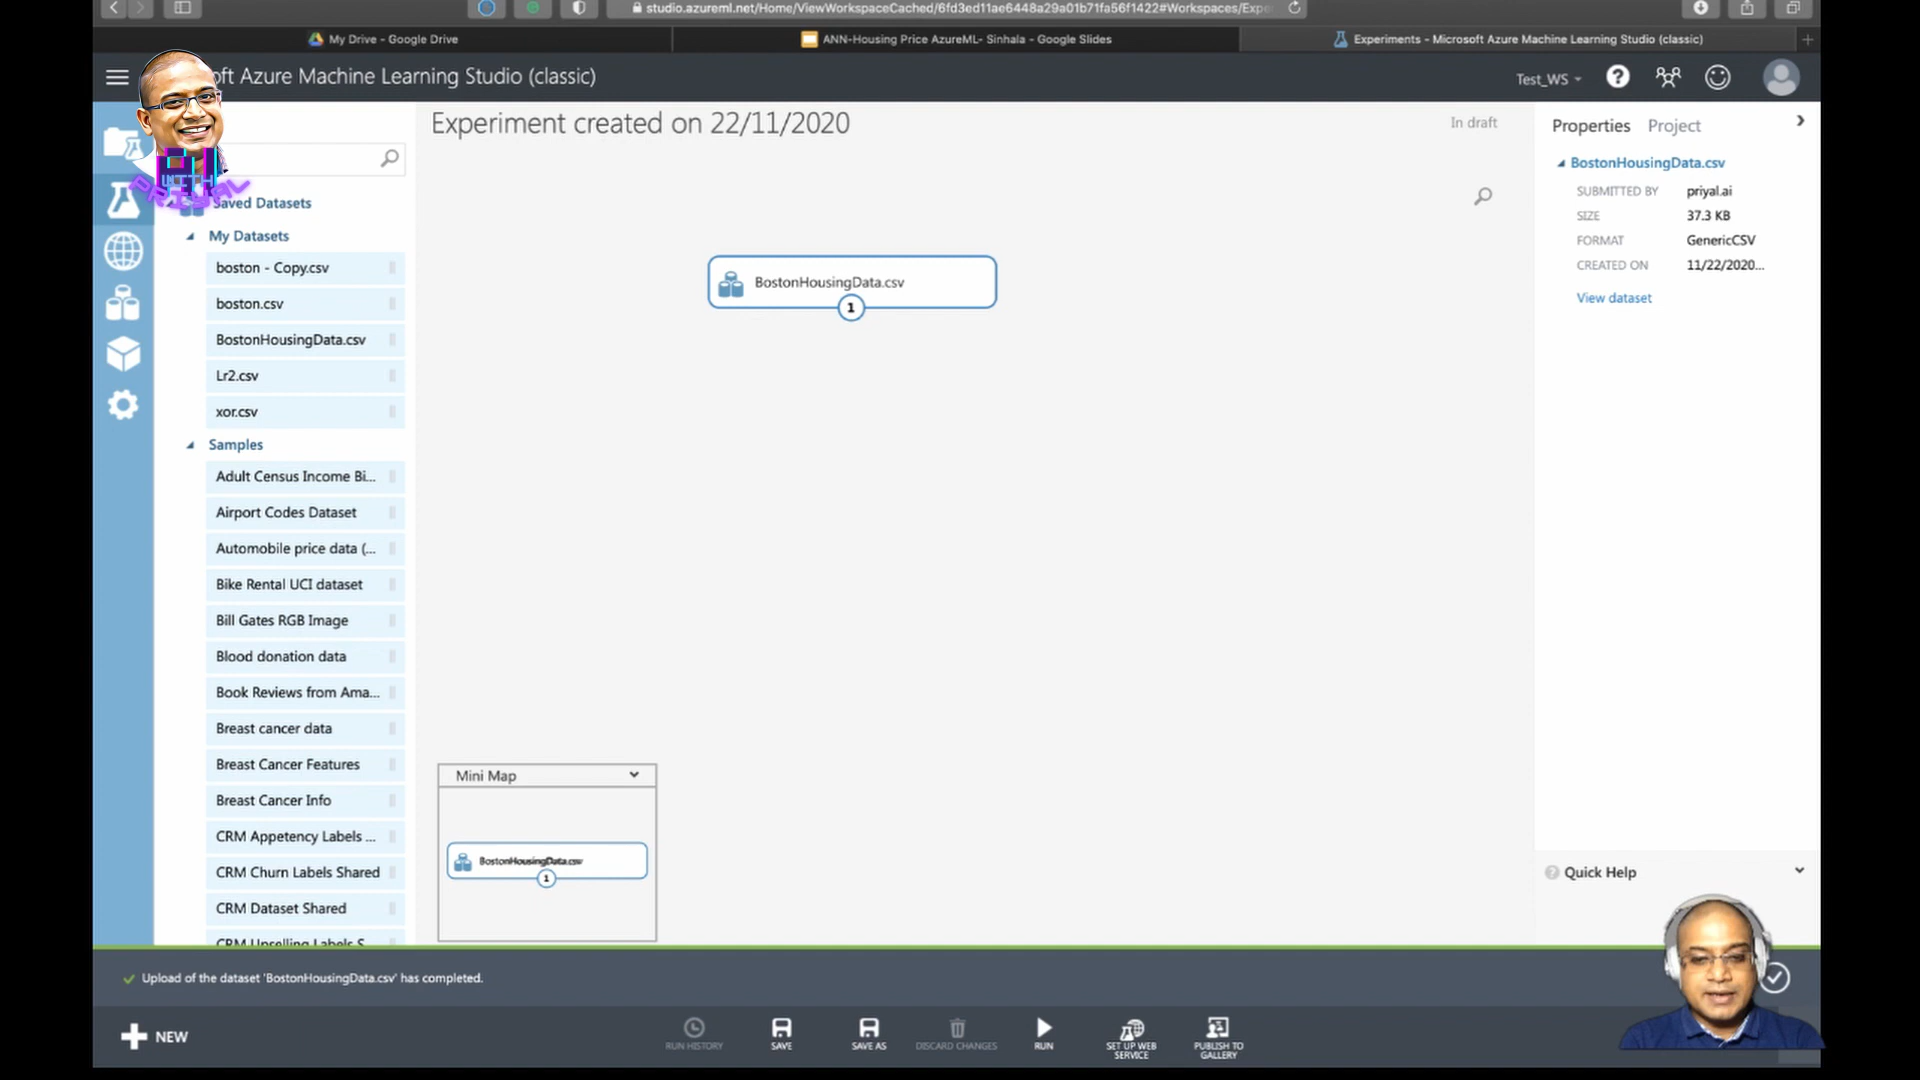 studio.azureml.net/Home/ViewWorkspaceCached/6fd3ed11ae6448a29a01b71fa56f1422#Workspaces/Expe
My Drive - Google Drive
ANN-Housing Price AzureML- Sinhala - Google Slides
Experiments - Microsoft Azure Machine Learning Studio (classic)
oft Azure Machine Learning Studio (classic)
Test_WS
WITH
PRIYAL
Experiment created on 22/11/2020
In draft
Properties
Project
BostonHousingData.csv
SUBMITTED BY priyal.ai
SIZE 37.3 KB
FORMAT GenericCSV
CREATED ON 11/22/2020...
View dataset
Saved Datasets
My Datasets
boston - Copy.csv
boston.csv
BostonHousingData.csv
Lr2.csv
xor.csv
Samples
Adult Census Income Bi...
Airport Codes Dataset
Automobile price data (...
Bike Rental UCI dataset
Bill Gates RGB Image
Blood donation data
Book Reviews from Ama...
Breast cancer data
Breast Cancer Features
Breast Cancer Info
CRM Appetency Labels ...
CRM Churn Labels Shared
CRM Dataset Shared
CRM Upselling Labels S
BostonHousingData.csv
1
Mini Map
BostonHousingData.csv
1
Quick Help
Upload of the dataset 'BostonHousingData.csv' has completed.
NEW
RUN HISTORY
SAVE
SAVE AS
DISCARD CHANGES
RUN
SET UP WEB
SERVICE
PUBLISH TO
GALLERY